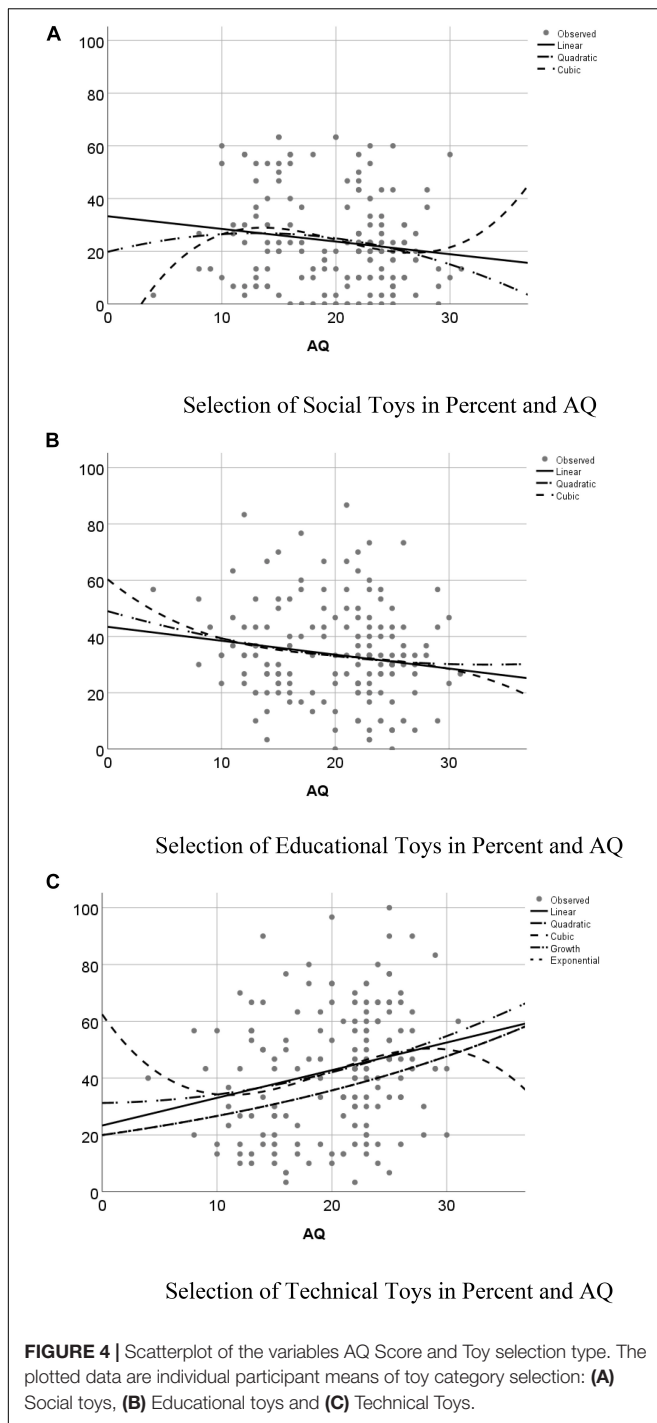 A
100
80
60
40
20
0
0 10 20 30
AQ
Observed
Linear
Quadratic
Cubic
Selection of Social Toys in Percent and AQ
B
100
80
60
40
20
0
0 10 20 30
AQ
Observed
Linear
Quadratic
Cubic
Selection of Educational Toys in Percent and AQ
C
100
80
60
40
20
0
0 10 20 30
AQ
Observed
Linear
Quadratic
Cubic
Growth
Exponential
Selection of Technical Toys in Percent and AQ
FIGURE 4 | Scatterplot of the variables AQ Score and Toy selection type. The
plotted data are individual participant means of toy category selection: (A)
Social toys, (B) Educational toys and (C) Technical Toys.